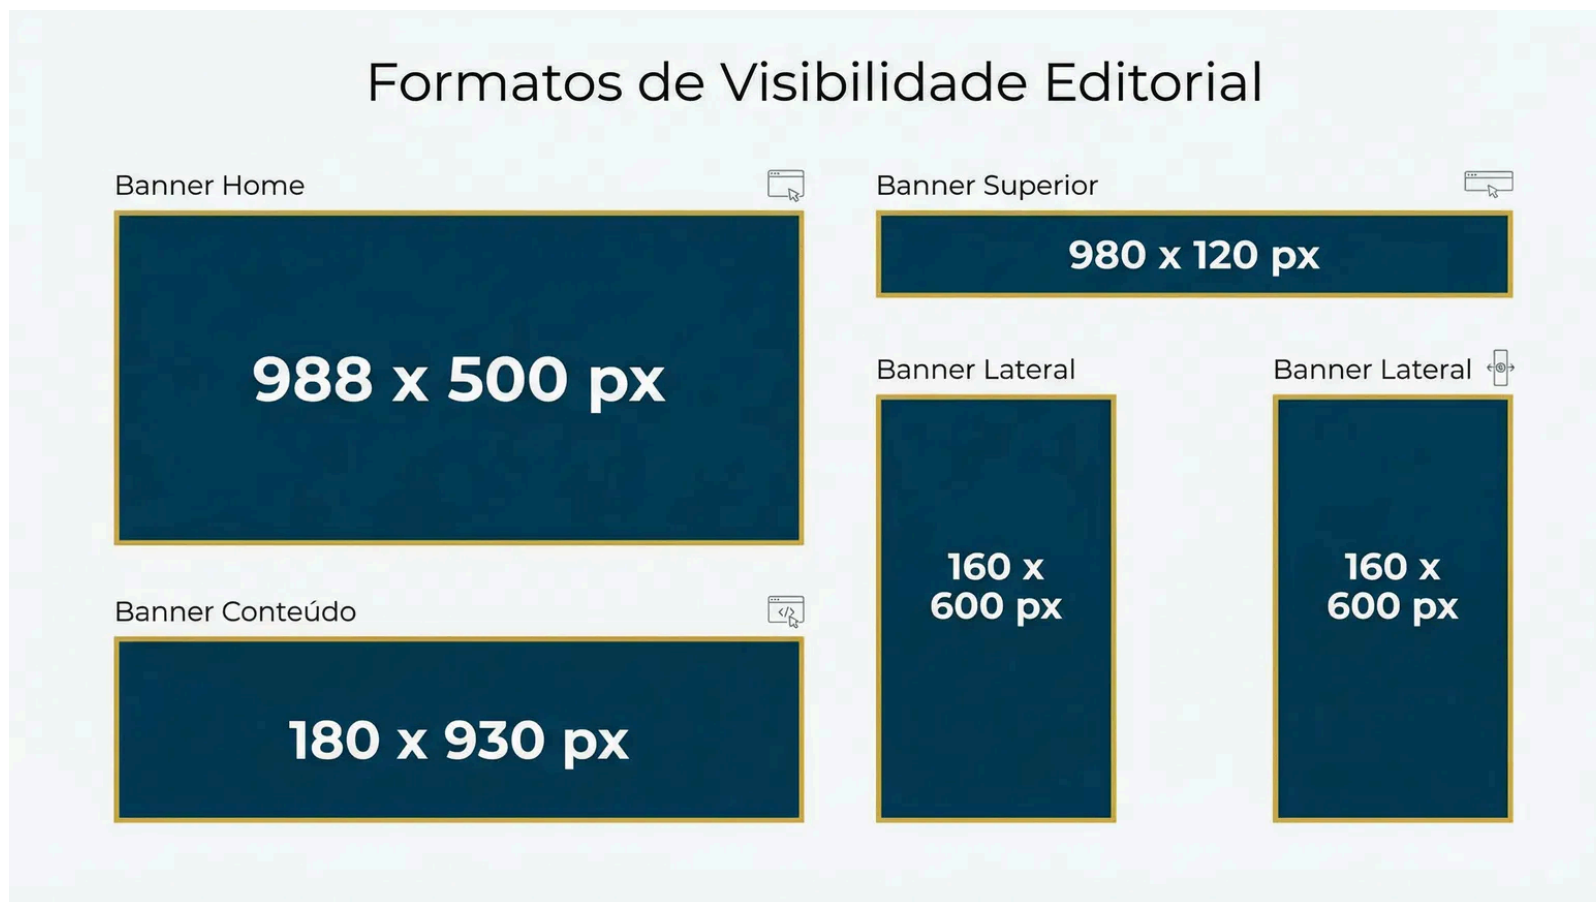 Formatos de Visibilidade Editorial
Banner Home
988 x 500 px
Banner Conteúdo
</>
180 x 930 px
Banner Superior
980 x 120 px
Banner Lateral
160 x
600 px
Banner Lateral
160 x
600 px